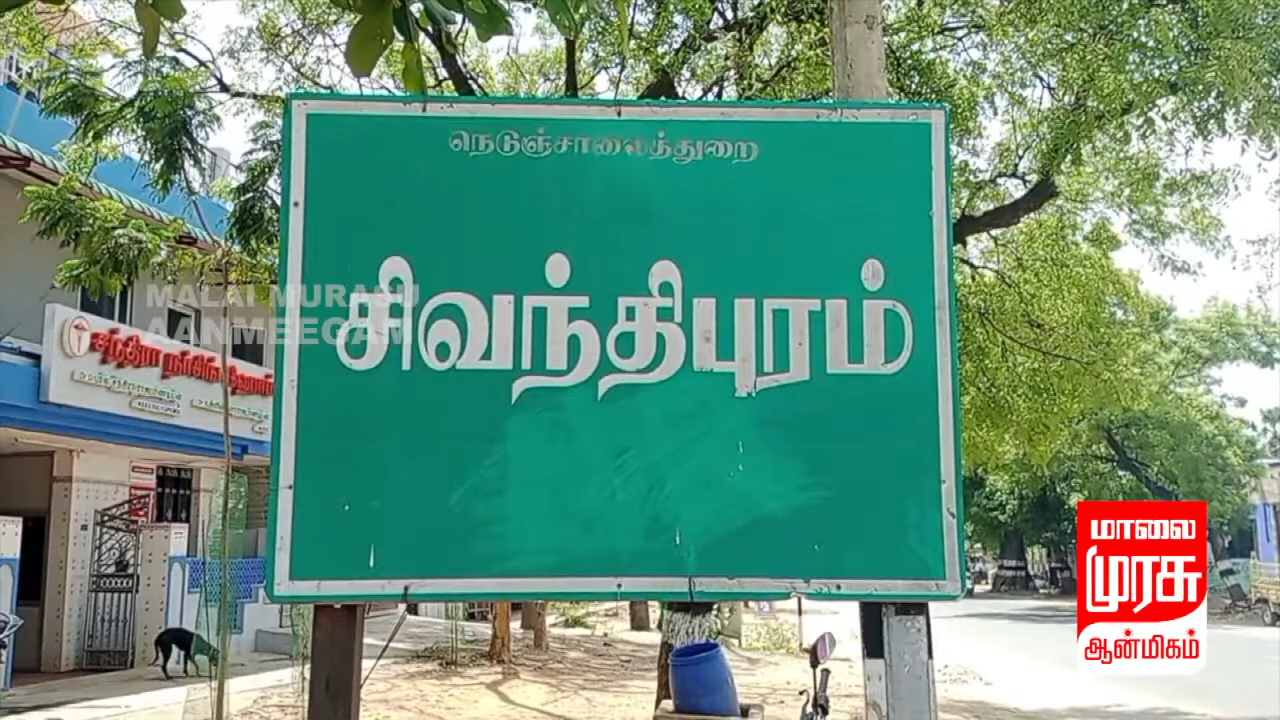 நெடுஞ்சாலைத்துறை
சிவந்திபுரம்
MALAI MURASU
AANMEEGAM
மாலை
முரசு
ஆன்மிகம்